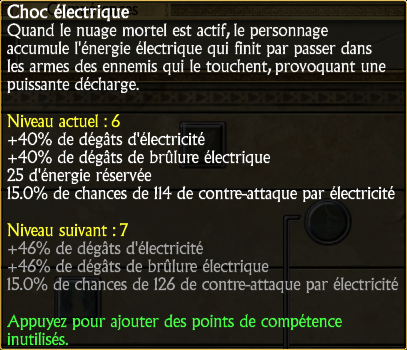 Choc électrique
Quand le nuage mortel est actif, le personnage
accumule l'énergie électrique qui finit par passer dans
les armes des ennemis qui le touchent, provoquant une
puissante décharge.
Niveau actuel : 6
+40% de dégâts d'électricité
+40% de dégâts de brûlure électrique
25 d'énergie réservée
15.0% de chances de 114 de contre-attaque par électricité
Niveau suivant : 7
+46% de dégâts d'électricité
+46% de dégâts de brûlure électrique
15.0% de chances de 126 de contre-attaque par électricité
Appuyez pour ajouter des points de compétence
inutilisés.